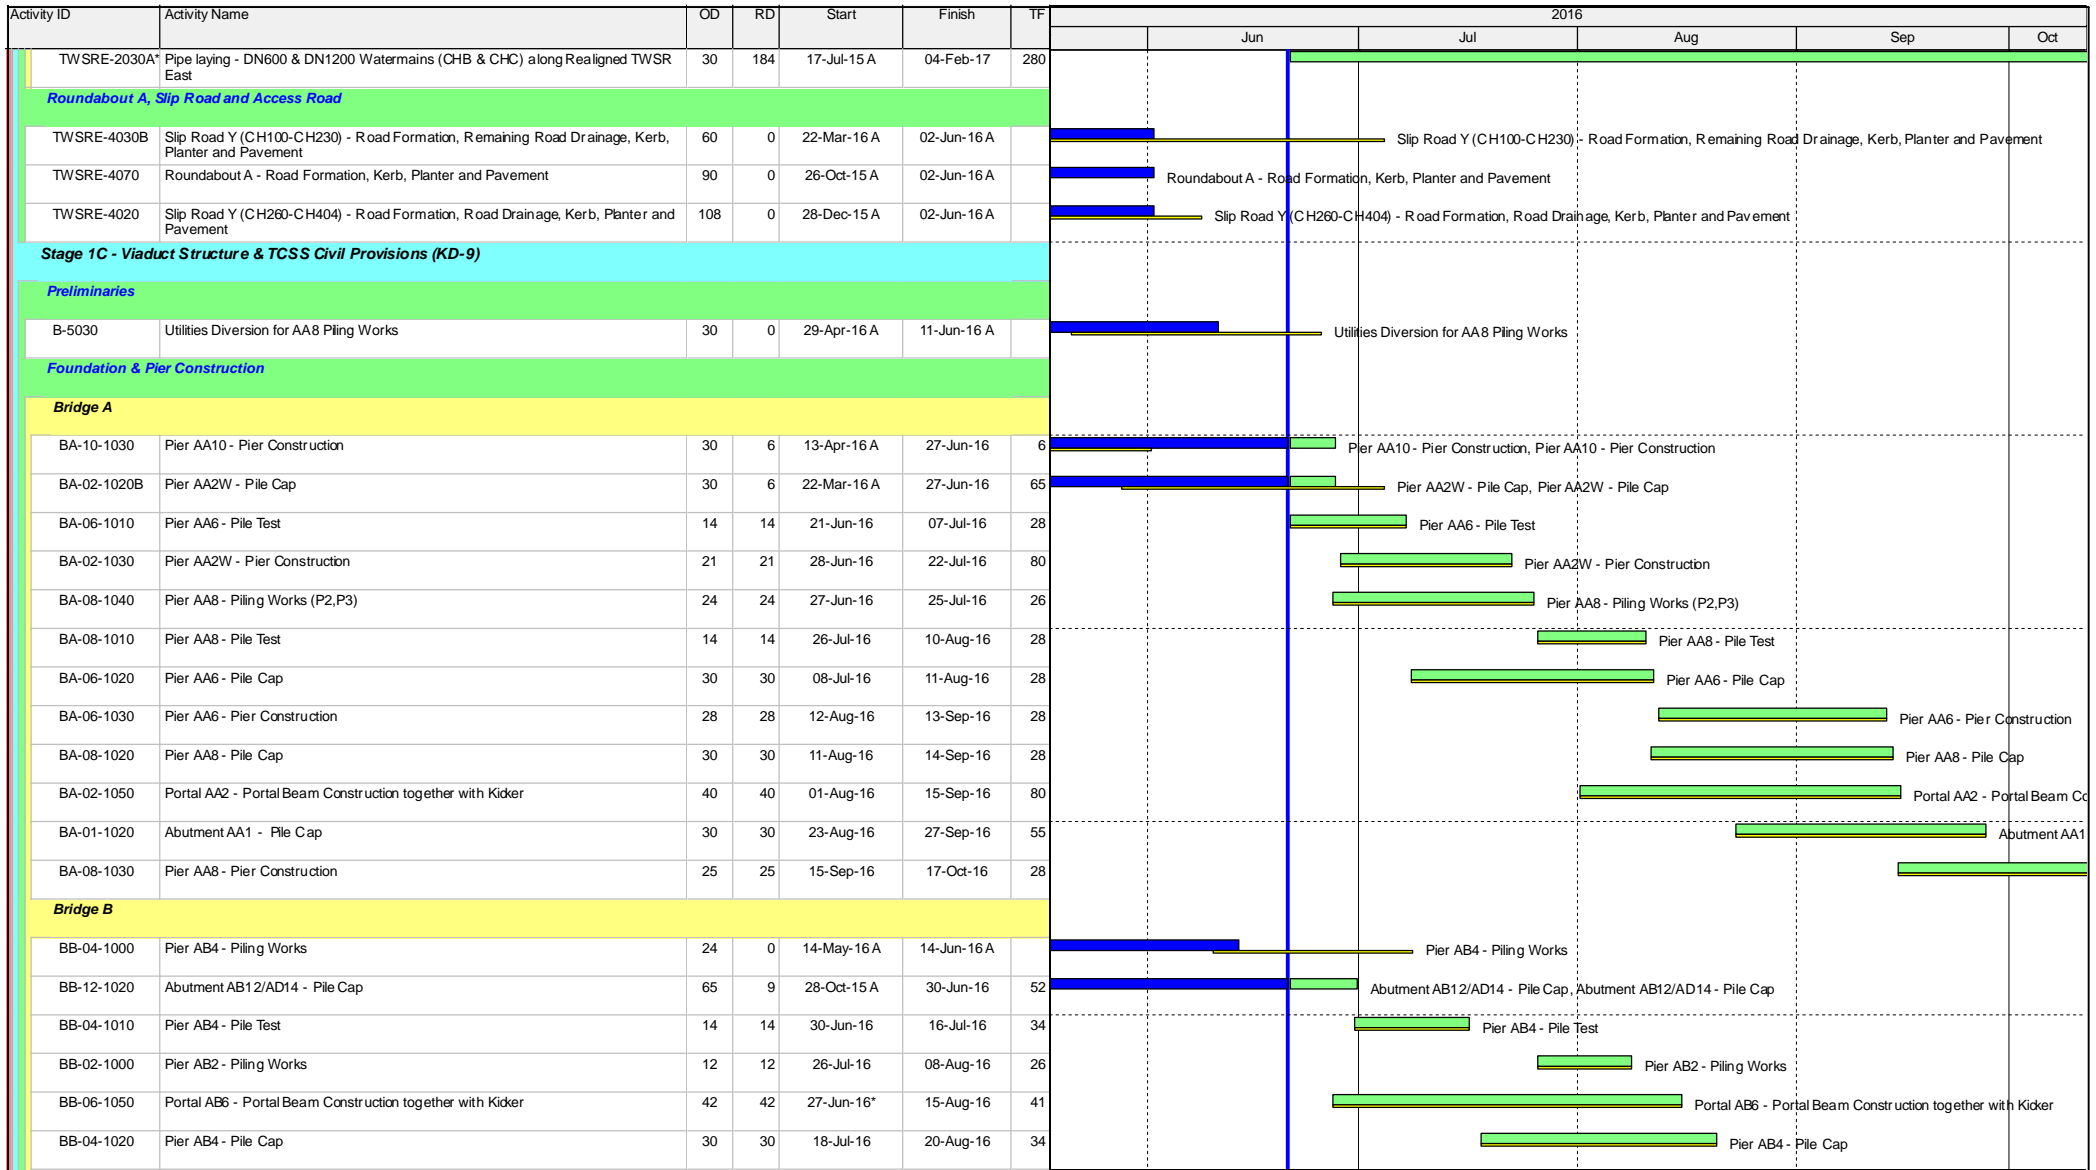 Activity ID Activity Name OD RD Start Finish TF 2016
Jun Jul Aug Sep Oct
TWSRE-2030A* Pipe laying - DN600 & DN1200 Watermains (CHB & CHC) along Realigned TWSR 30 184 17-Jul-15 A 04-Feb-17 280
East
Roundabout A, Slip Road and Access Road
TWSRE-4030B Slip Road Y (CH100-CH230) - Road Formation, Remaining Road Drainage, Kerb, 60 0 22-Mar-16 A 02-Jun-16 A Slip Road Y (CH100-CH230) - Road Formation, Remaining Road Drainage, Kerb, Planter and Pavement
Planter and Pavement
TWSRE-4070 Roundabout A - Road Formation, Kerb, Planter and Pavement 90 0 26-Oct-15 A 02-Jun-16 A Roundabout A - Road Formation, Kerb, Planter and Pavement
TWSRE-4020 Slip Road Y (CH260-CH404) - Road Formation, Road Drainage, Kerb, Planter and 108 0 28-Dec-15 A 02-Jun-16 A Slip Road Y (CH260-CH404) - Road Formation, Road Drainage, Kerb, Planter and Pavement
Pavement
Stage 1C - Viaduct Structure & TCSS Civil Provisions (KD-9)
Preliminaries
B-5030 Utilities Diversion for AA8 Piling Works 30 0 29-Apr-16 A 11-Jun-16 A Utilities Diversion for AA8 Piling Works
Foundation & Pier Construction
Bridge A
BA-10-1030 Pier AA10 - Pier Construction 30 6 13-Apr-16 A 27-Jun-16 6 Pier AA10 - Pier Construction, Pier AA10 - Pier Construction
BA-02-1020B Pier AA2W - Pile Cap 30 6 22-Mar-16 A 27-Jun-16 65 Pier AA2W - Pile Cap, Pier AA2W - Pile Cap
BA-06-1010 Pier AA6 - Pile Test 14 14 21-Jun-16 07-Jul-16 28 Pier AA6 - Pile Test
BA-02-1030 Pier AA2W - Pier Construction 21 21 28-Jun-16 22-Jul-16 80 Pier AA2W - Pier Construction
BA-08-1040 Pier AA8 - Piling Works (P2,P3) 24 24 27-Jun-16 25-Jul-16 26 Pier AA8 - Piling Works (P2,P3)
BA-08-1010 Pier AA8 - Pile Test 14 14 26-Jul-16 10-Aug-16 28 Pier AA8 - Pile Test
BA-06-1020 Pier AA6 - Pile Cap 30 30 08-Jul-16 11-Aug-16 28 Pier AA6 - Pile Cap
BA-06-1030 Pier AA6 - Pier Construction 28 28 12-Aug-16 13-Sep-16 28 Pier AA6 - Pier Construction
BA-08-1020 Pier AA8 - Pile Cap 30 30 11-Aug-16 14-Sep-16 28 Pier AA8 - Pile Cap
BA-02-1050 Portal AA2 - Portal Beam Construction together with Kicker 40 40 01-Aug-16 15-Sep-16 80 Portal AA2 - Portal Beam Co
BA-01-1020 Abutment AA1 - Pile Cap 30 30 23-Aug-16 27-Sep-16 55 Abutment AA1
BA-08-1030 Pier AA8 - Pier Construction 25 25 15-Sep-16 17-Oct-16 28
Bridge B
BB-04-1000 Pier AB4 - Piling Works 24 0 14-May-16 A 14-Jun-16 A Pier AB4 - Piling Works
BB-12-1020 Abutment AB12/AD14 - Pile Cap 65 9 28-Oct-15 A 30-Jun-16 52 Abutment AB12/AD14 - Pile Cap, Abutment AB12/AD14 - Pile Cap
BB-04-1010 Pier AB4 - Pile Test 14 14 30-Jun-16 16-Jul-16 34 Pier AB4 - Pile Test
BB-02-1000 Pier AB2 - Piling Works 12 12 26-Jul-16 08-Aug-16 26 Pier AB2 - Piling Works
BB-06-1050 Portal AB6 - Portal Beam Construction together with Kicker 42 42 27-Jun-16* 15-Aug-16 41 Portal AB6 - Portal Beam Construction together with Kicker
BB-04-1020 Pier AB4 - Pile Cap 30 30 18-Jul-16 20-Aug-16 34 Pier AB4 - Pile Cap